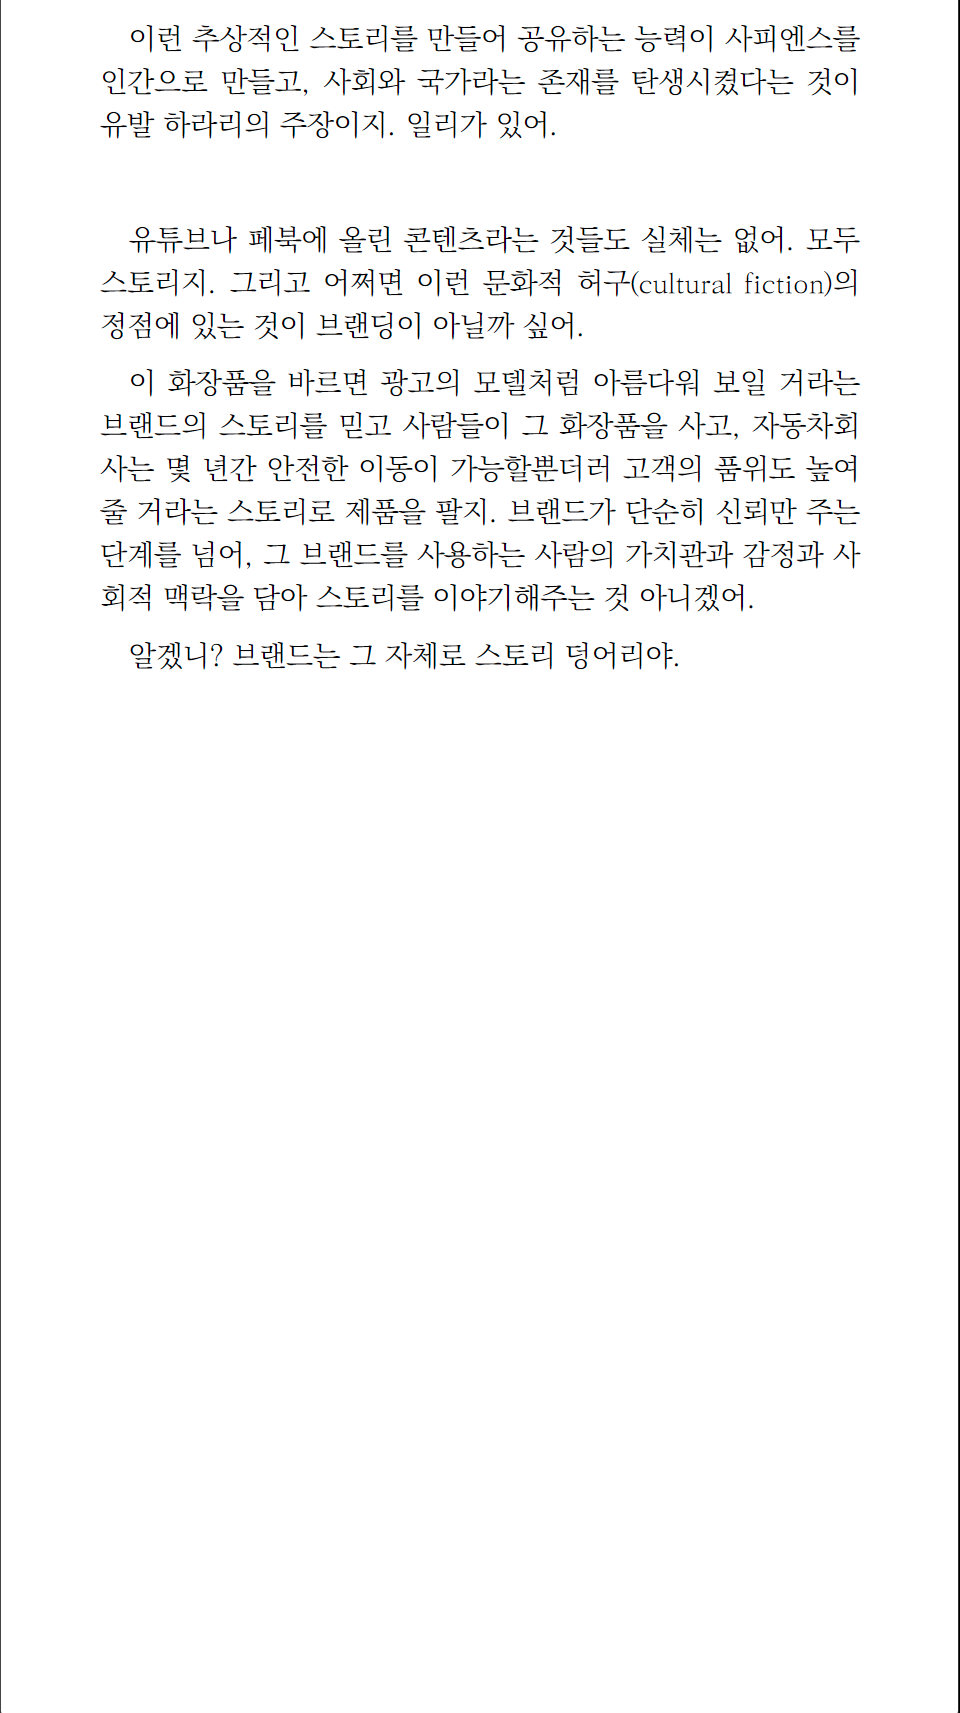 이런 추상적인 스토리를 만들어 공유하는 능력이 사피엔스를
인간으로 만들고, 사회와 국가라는 존재를 탄생시켰다는 것이
유발 하라리의 주장이지. 일리가 있어.
유튜브나 페북에 올린 콘텐츠라는 것들도 실체는 없어. 모두
스토리지. 그리고 어쩌면 이런 문화적 허구(cultural fiction)의
정점에 있는 것이 브랜딩이 아닐까 싶어.
이 화장품을 바르면 광고의 모델처럼 아름다워 보일 거라는
브랜드의 스토리를 믿고 사람들이 그 화장품을 사고, 자동차회
사는 몇 년간 안전한 이동이 가능할뿐더러 고객의 품위도 높여
줄 거라는 스토리로 제품을 팔지. 브랜드가 단순히 신뢰만 주는
단계를 넘어, 그 브랜드를 사용하는 사람의 가치관과 감정과 사
회적 맥락을 담아 스토리를 이야기해주는 것 아니겠어.
알겠니? 브랜드는 그 자체로 스토리 덩어리야.